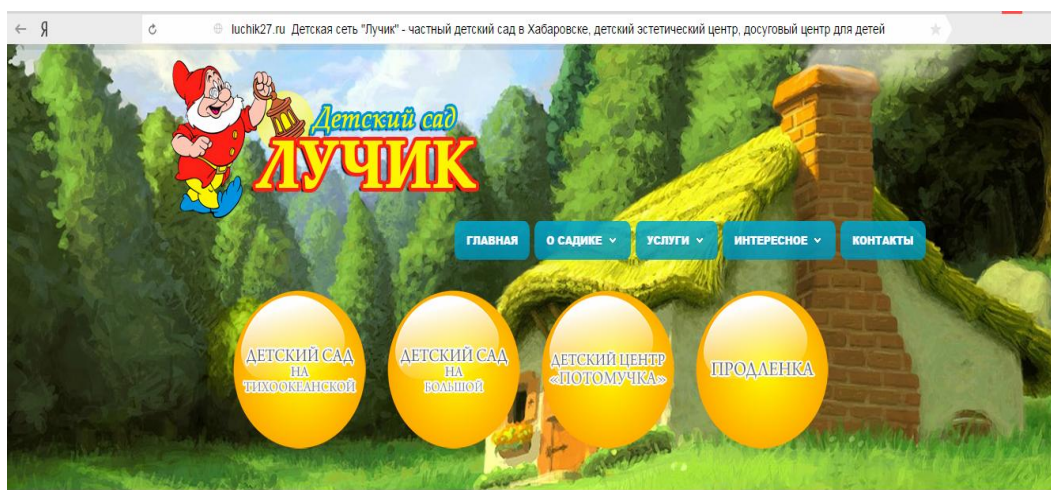 Я
luchik27.ru Детская сеть "Лучик" - частный детский сад в Хабаровске, детский эстетический центр, досуговый центр для детей
Детский сад
ЛУЧИК
ГЛАВНАЯ
О САДИКЕ
УСЛУГИ
ИНТЕРЕСНОЕ
КОНТАКТЫ
ДЕТСКИЙ САД
НА
ТИХООКЕАНСКОЙ
ДЕТСКИЙ САД
НА
БОЛЬШОЙ
ДЕТСКИЙ ЦЕНТР
«ПОТОМУЧКА»
ПРОДЛЕНКА